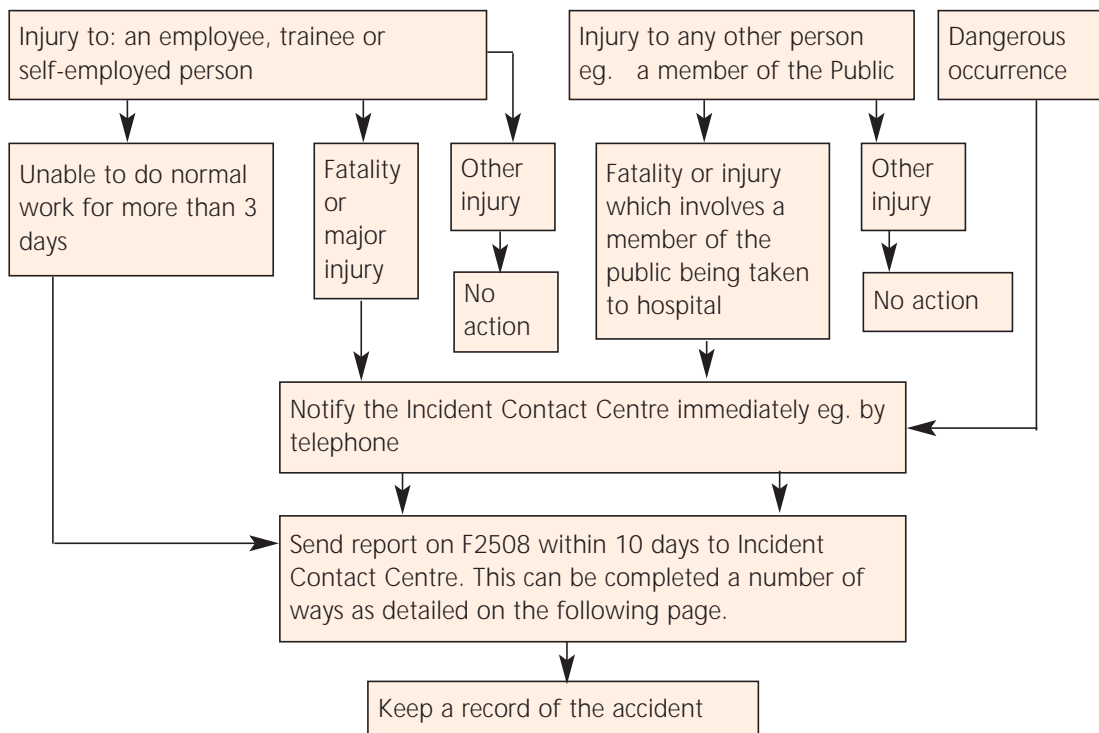 Injury to: an employee, trainee or
self-employed person
Injury to any other person
eg. a member of the Public
Dangerous
occurrence
Unable to do normal
work for more than 3
days
Fatality
or
major
injury
Other
injury
No
action
Fatality or injury
which involves a
member of the
public being taken
to hospital
Other
injury
No action
Notify the Incident Contact Centre immediately eg. by
telephone
Send report on F2508 within 10 days to Incident
Contact Centre. This can be completed a number of
ways as detailed on the following page.
Keep a record of the accident